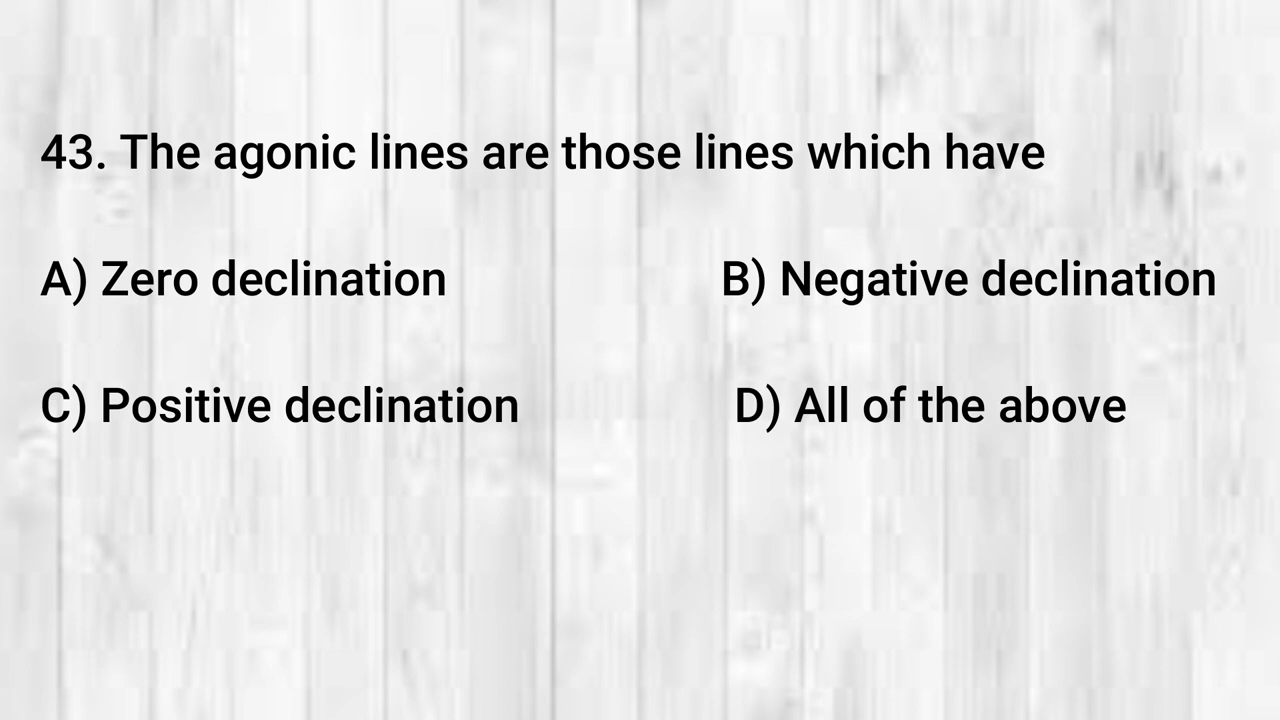 43. The agonic lines are those lines which have
A) Zero declination B) Negative declination
C) Positive declination D) All of the above